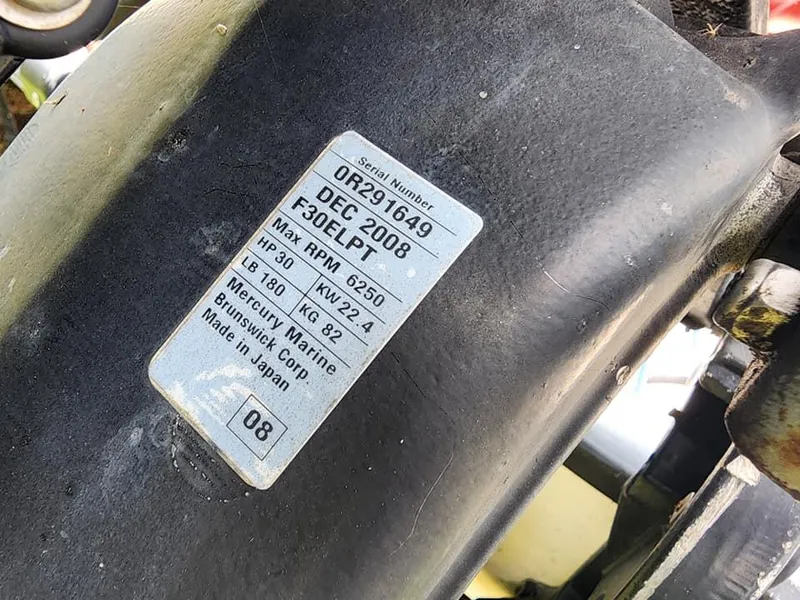 Serial Number
0R291649
DEC 2008
F30ELPT
Max RPM 6250
HP 30 KW 22.4
LB 180 KG 82
Mercury Marine
Brunswick Corp.
Made in Japan
08